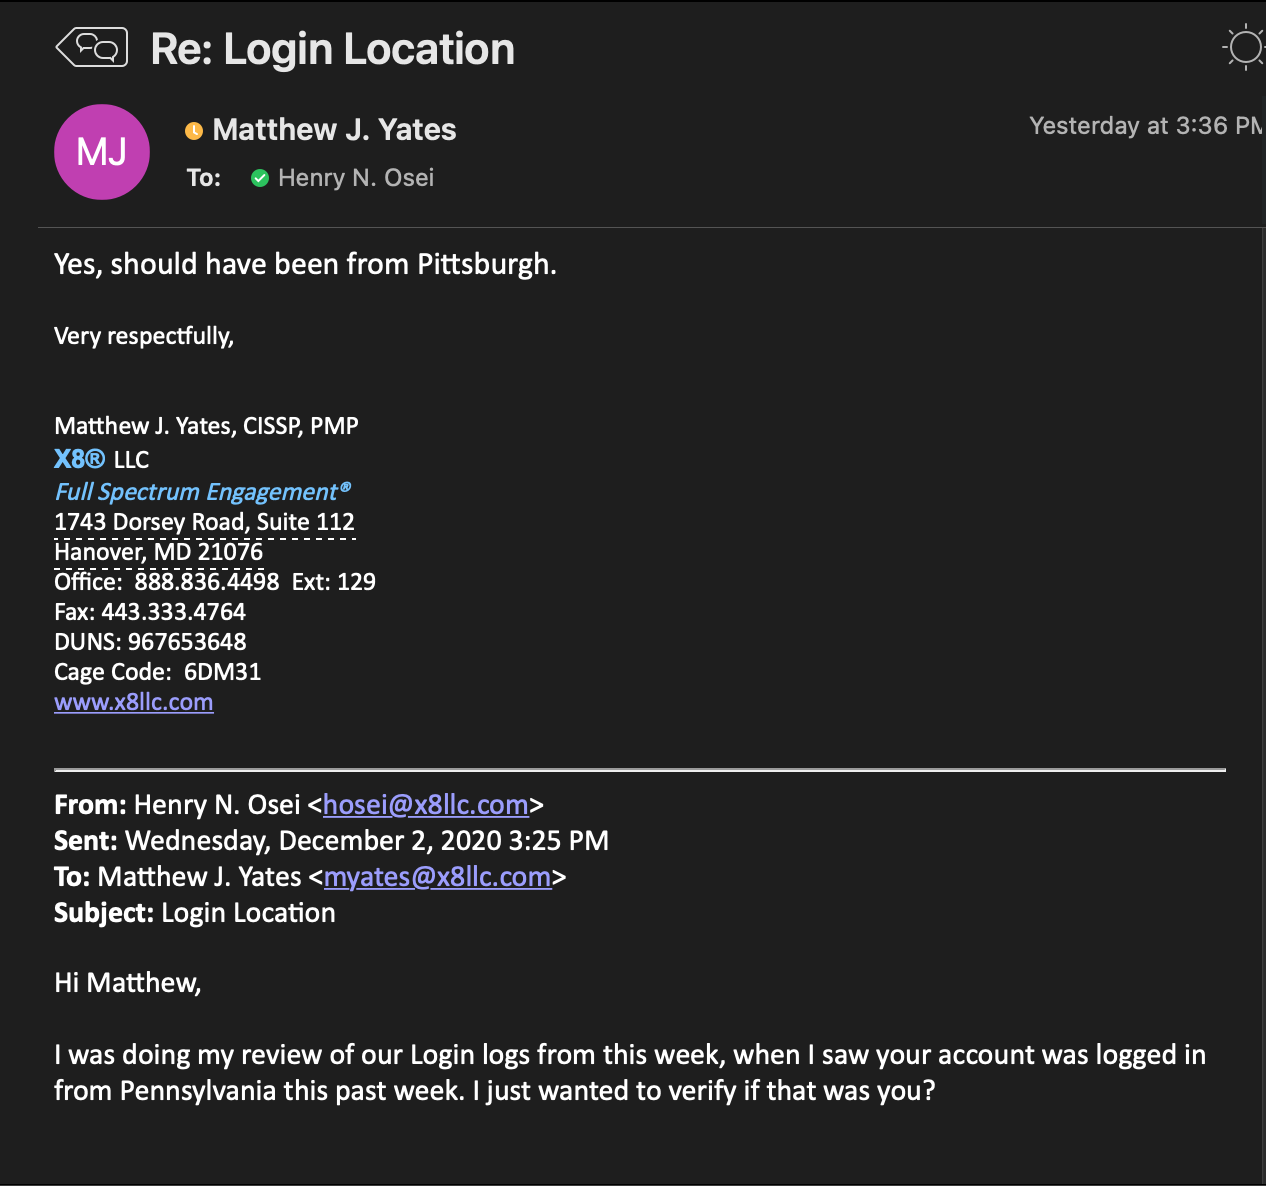 Re: Login Location
MJ
Matthew J. Yates
Yesterday at 3:36 PM
To: Henry N. Osei
Yes, should have been from Pittsburgh.
Very respectfully,
Matthew J. Yates, CISSP, PMP
X8® LLC
Full Spectrum Engagement®
1743 Dorsey Road, Suite 112
Hanover, MD 21076
Office:  888.836.4498  Ext: 129
Fax: 443.333.4764
DUNS: 967653648
Cage Code:  6DM31
www.x8llc.com
From: Henry N. Osei <hosei@x8llc.com>
Sent: Wednesday, December 2, 2020 3:25 PM
To: Matthew J. Yates <myates@x8llc.com>
Subject: Login Location
Hi Matthew,
I was doing my review of our Login logs from this week, when I saw your account was logged in
from Pennsylvania this past week. I just wanted to verify if that was you?